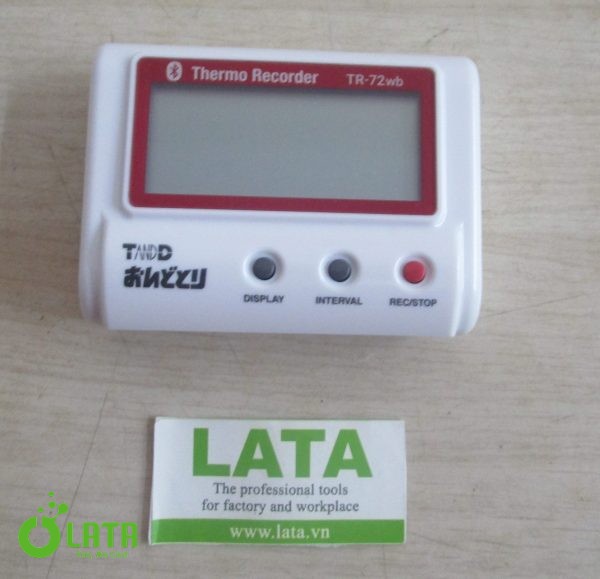 Thermo Recorder TR-72wb
TANDD
おんどとり
DISPLAY INTERVAL REC/STOP
LATA
The professional tools
for factory and workplace
www.lata.vn
LATA